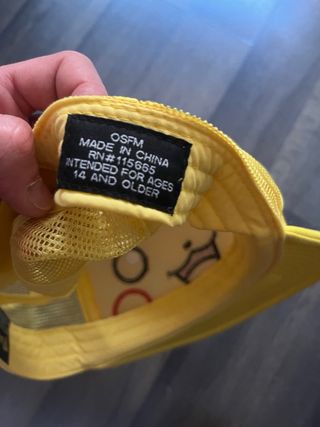 OSFM
MADE IN CHINA
RN#115665
INTENDED FOR AGES
14 AND OLDER